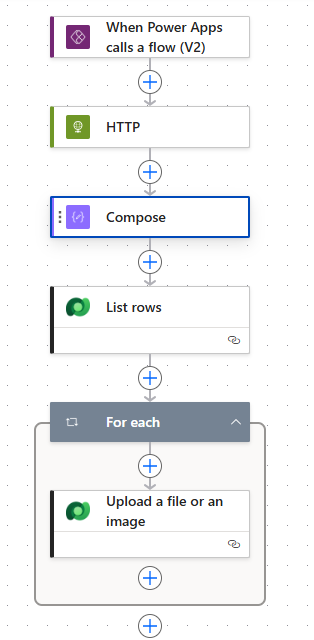 When Power Apps
calls a flow (V2)
HTTP
Compose
List rows
For each
Upload a file or an
image